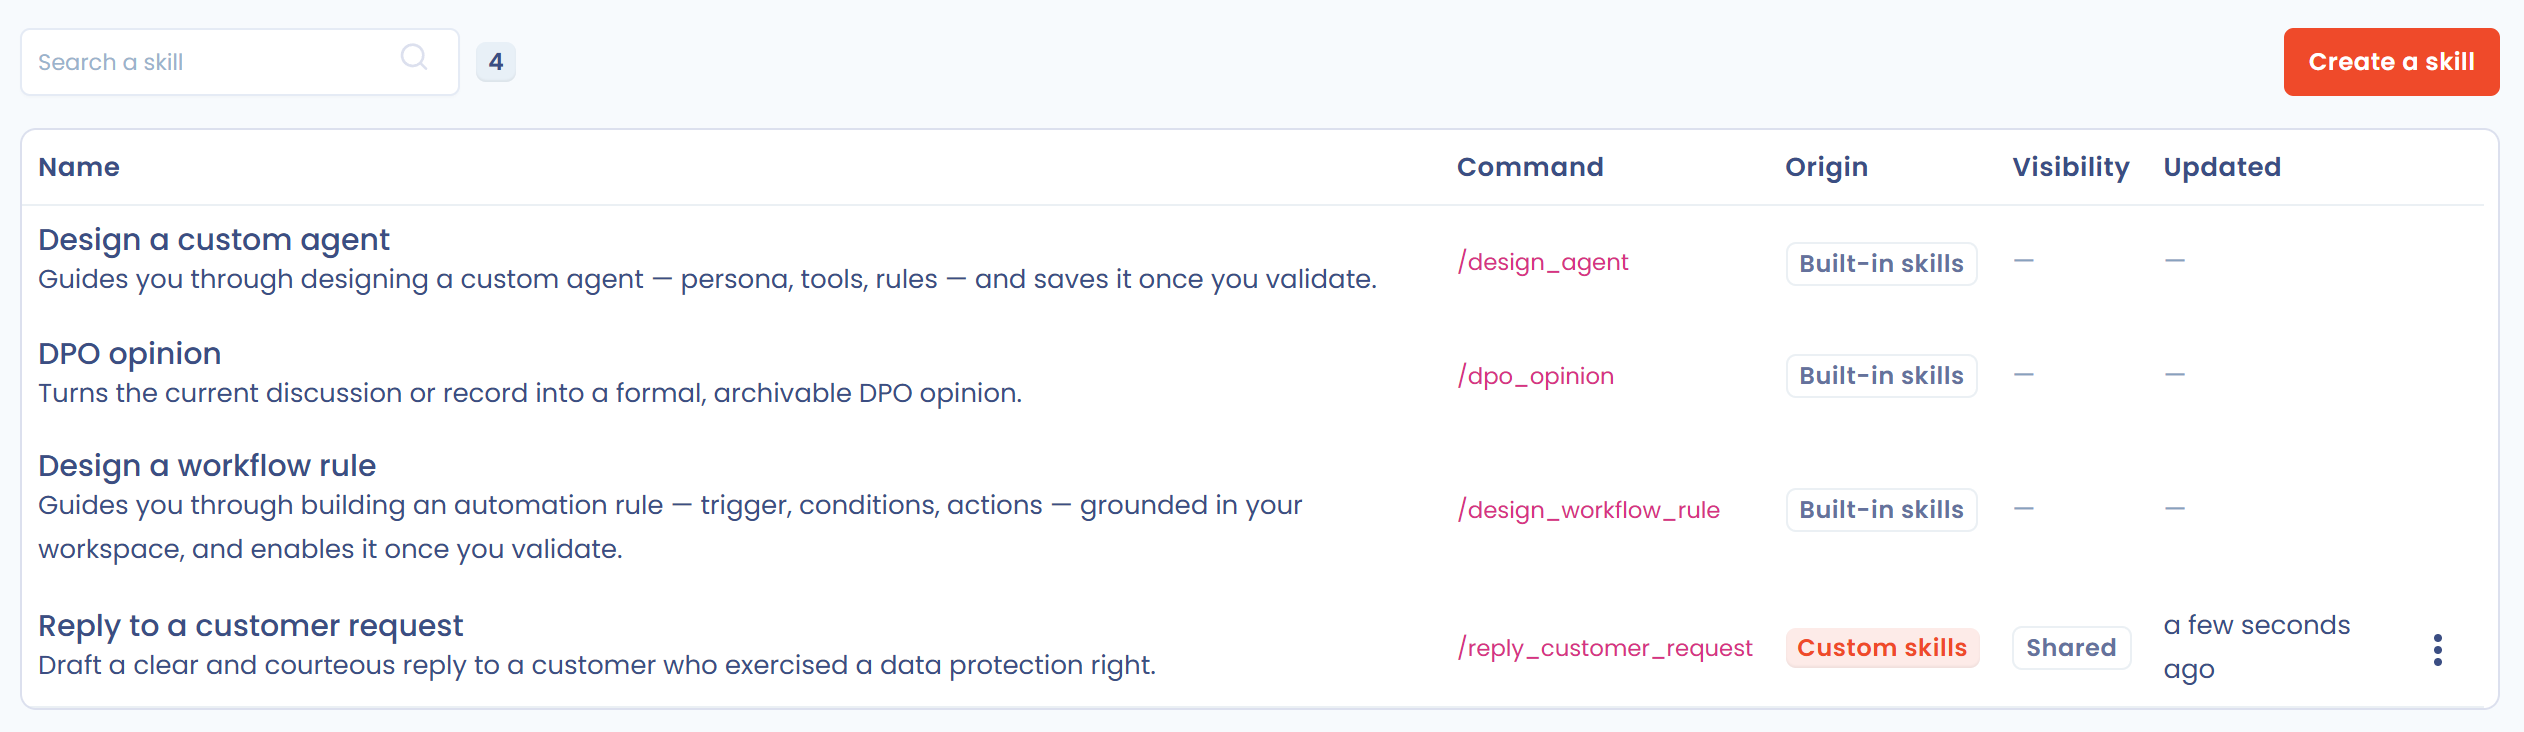 Search a skill
4
Create a skill
Name Command Origin Visibility Updated
Design a custom agent
Guides you through designing a custom agent — persona, tools, rules — and saves it once you validate.
/design_agent Built-in skills — —
DPO opinion
Turns the current discussion or record into a formal, archivable DPO opinion.
/dpo_opinion Built-in skills — —
Design a workflow rule
Guides you through building an automation rule — trigger, conditions, actions — grounded in your
workspace, and enables it once you validate.
/design_workflow_rule Built-in skills — —
Reply to a customer request
Draft a clear and courteous reply to a customer who exercised a data protection right.
/reply_customer_request Custom skills Shared
a few seconds
ago